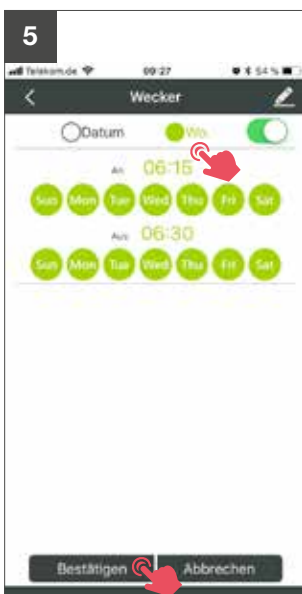 5
Telekom.de 09:27 54 %
Wecker
Datum Wo.
An 06:15
Sun Mon Tue Wed Thu Fri Sat
Aus 06:30
Sun Mon Tue Wed Thu Fri Sat
Bestätigen Abbrechen